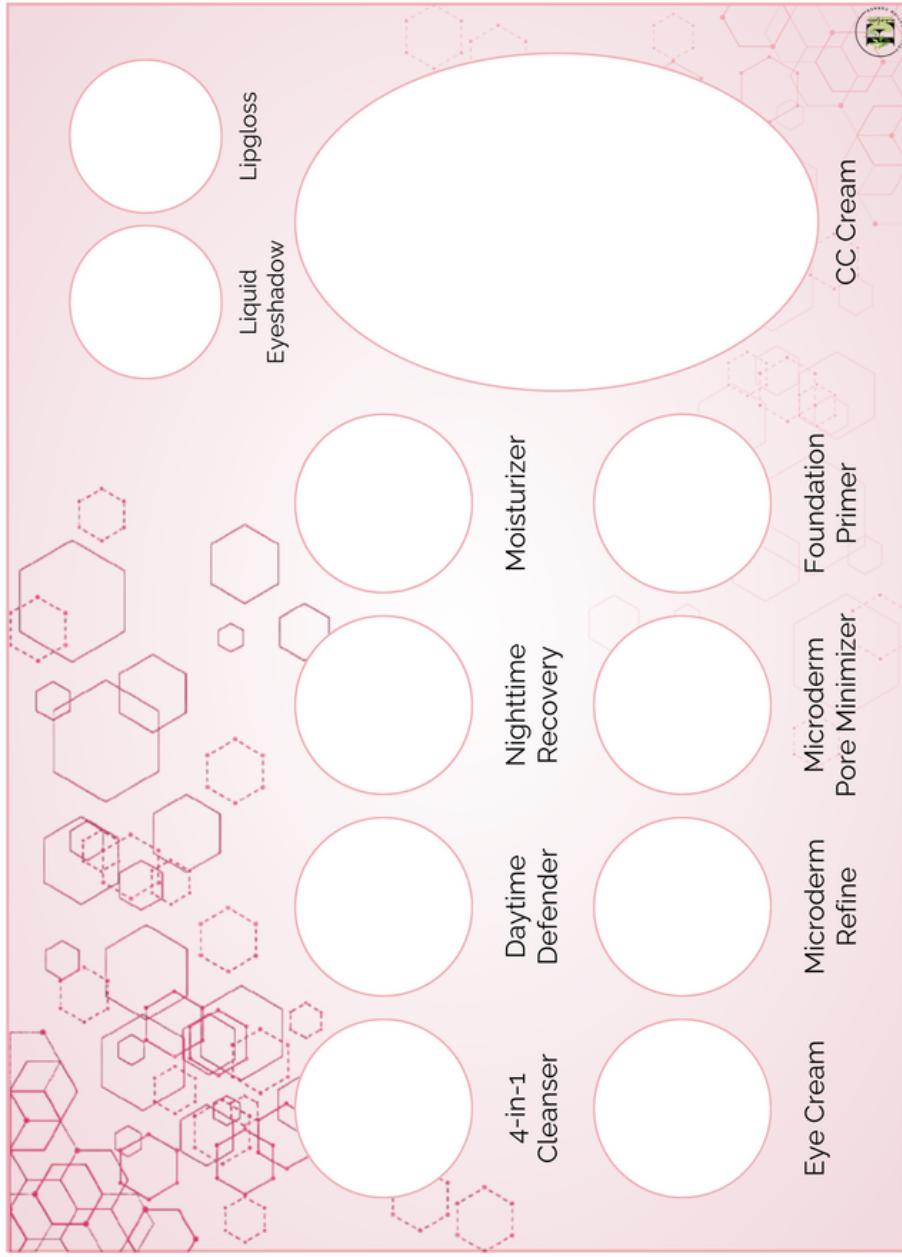 Lipgloss
Liquid
Eyeshadow
4-in-1
Cleanser
Daytime
Defender
Nighttime
Recovery
Moisturizer
Eye Cream
Microderm
Refine
Microderm
Pore Minimizer
Foundation
Primer
CC Cream